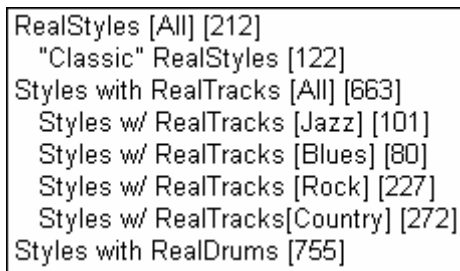 RealStyles [All] [212]
"Classic" RealStyles [122]
Styles with RealTracks [All] [663]
Styles w/ RealTracks [Jazz] [101]
Styles w/ RealTracks [Blues] [80]
Styles w/ RealTracks [Rock] [227]
Styles w/ RealTracks[Country] [272]
Styles with RealDrums [755]